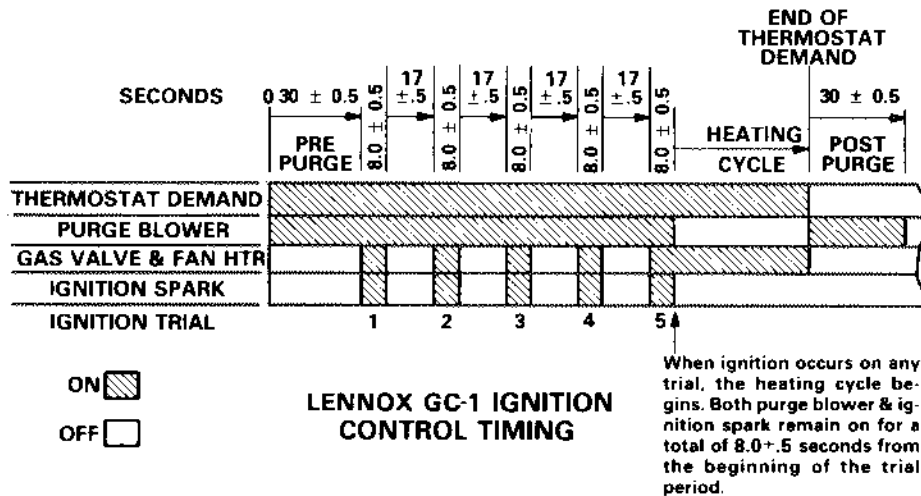 END OF
THERMOSTAT
DEMAND
SECONDS
0 30 ± 0.5
8.0 ± 0.5
17
±.5
8.0 ± 0.5
17
±.5
8.0 ± 0.5
17
±.5
8.0 ± 0.5
17
±.5
8.0 ± 0.5
30 ± 0.5
PRE
PURGE
HEATING
CYCLE
POST
PURGE
THERMOSTAT DEMAND
PURGE BLOWER
GAS VALVE & FAN HTR
IGNITION SPARK
IGNITION TRIAL
1 2 3 4 5
ON
OFF
LENNOX GC-1 IGNITION
CONTROL TIMING
When ignition occurs on any
trial, the heating cycle be-
gins. Both purge blower & ig-
nition spark remain on for a
total of 8.0±.5 seconds from
the beginning of the trial
period.